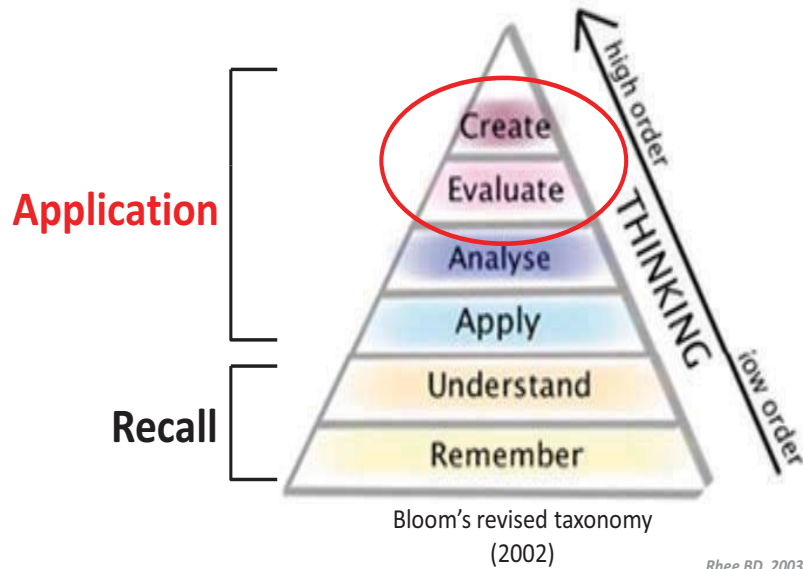 Create
Evaluate
Analyse
Apply
Understand
Remember
Application
Recall
high order
THINKING
low order
Bloom's revised taxonomy
(2002)
Rhee BD, 2003